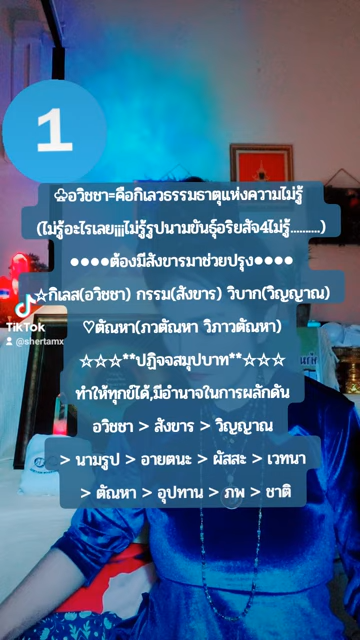 1
♧อวิชชา=คือกิเลวธรรมธาตุแห่งความไม่รู้
(ไม่รู้อะไรเลยแแแไม่รู้รูปนามขันธุ์อริยสัจ4ไม่รู้.........)
●●●●ต้องมีสังขารมาช่วยปรุง●●●●
☆กิเลส(อวิชชา) กรรม(สังขาร) วิบาก(วิญญาณ)
♡ตัณหา(ภวตัณหา วิภาวตัณหา)
☆☆☆**ปฏิจจสมุปบาท**☆☆☆
ทำให้ทุกข์ได้,มีอำนาจในการผลักดัน
อวิชชา > สังขาร > วิญญาณ
> นามรูป > อายตนะ > ผัสสะ > เวทนา
> ตัณหา > อุปทาน > ภพ > ชาติ
TikTok
@shertamx